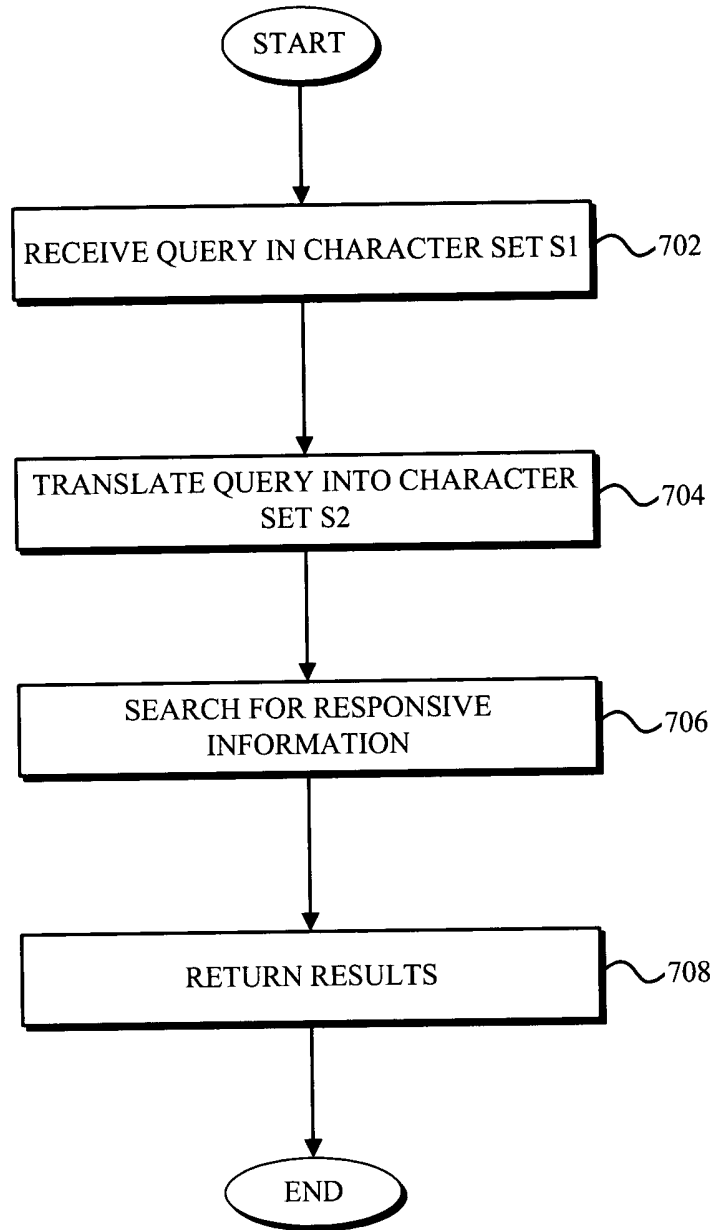 START
RECEIVE QUERY IN CHARACTER SET S1
702
TRANSLATE QUERY INTO CHARACTER
SET S2
704
SEARCH FOR RESPONSIVE
INFORMATION
706
RETURN RESULTS
708
END